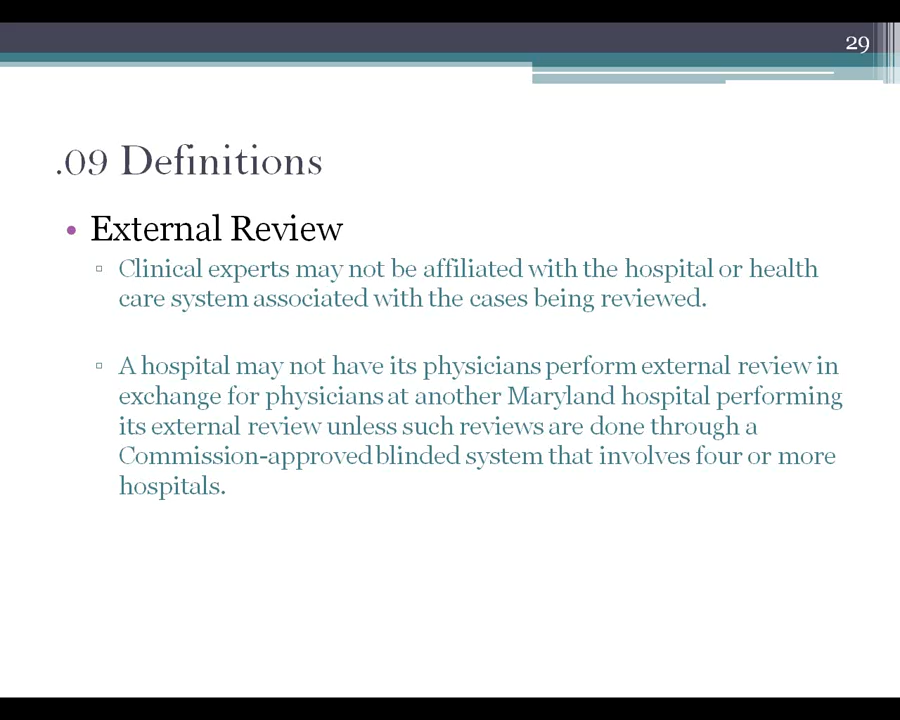 29
.09 Definitions
• External Review
▫ Clinical experts may not be affiliated with the hospital or health
care system associated with the cases being reviewed.
▫ A hospital may not have its physicians perform external review in
exchange for physicians at another Maryland hospital performing
its external review unless such reviews are done through a
Commission-approved blinded system that involves four or more
hospitals.